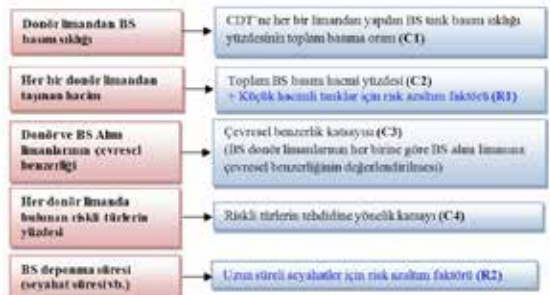 Donör limandan BS
basım sıklığı
CDT'ne her bir limandan yapılan BS tank basım sıklığı
yüzdesinin toplam basıma oranı (C1)
Her bir donör limandan
taşınan hacim
Toplam BS basım hacmi yüzdesi (C2)
+ Küçük hacimli tanklar için risk azaltım faktörü (R1)
Donör ve BS Alım
limanlarının çevresel
benzerliği
Çevresel benzerlik katsayısı (C3)
(BS donör limanlarının her birine göre BS alım limanına
çevresel benzerliğinin değerlendirilmesi)
Her donör limanda
bulunan riskli türlerin
yüzdesi
Riskli türlerin tehdidine yönelik katsayı (C4)
BS depolama süresi
(seyahat süresi vb.)
Uzun süreli seyahatler için risk azaltım faktörü (R2)